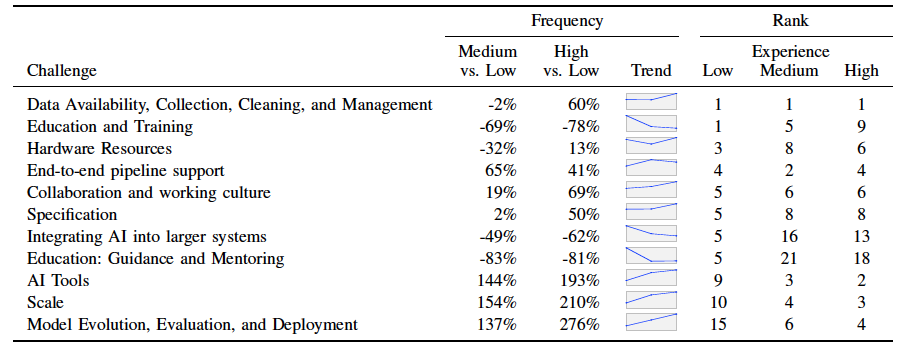 Frequency Rank
Medium High Experience
Challenge vs. Low vs. Low Trend Low Medium High
Data Availability, Collection, Cleaning, and Management -2% 60% 1 1 1
Education and Training -69% -78% 1 5 9
Hardware Resources -32% 13% 3 8 6
End-to-end pipeline support 65% 41% 4 2 4
Collaboration and working culture 19% 69% 5 6 6
Specification 2% 50% 5 8 8
Integrating AI into larger systems -49% -62% 5 16 13
Education: Guidance and Mentoring -83% -81% 5 21 18
AI Tools 144% 193% 9 3 2
Scale 154% 210% 10 4 3
Model Evolution, Evaluation, and Deployment 137% 276% 15 6 4